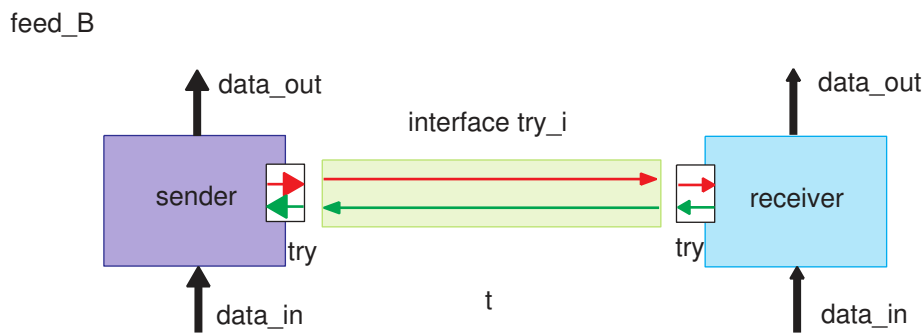 feed_B
data_out
data_out
interface try_i
sender
receiver
try
try
t
data_in
data_in